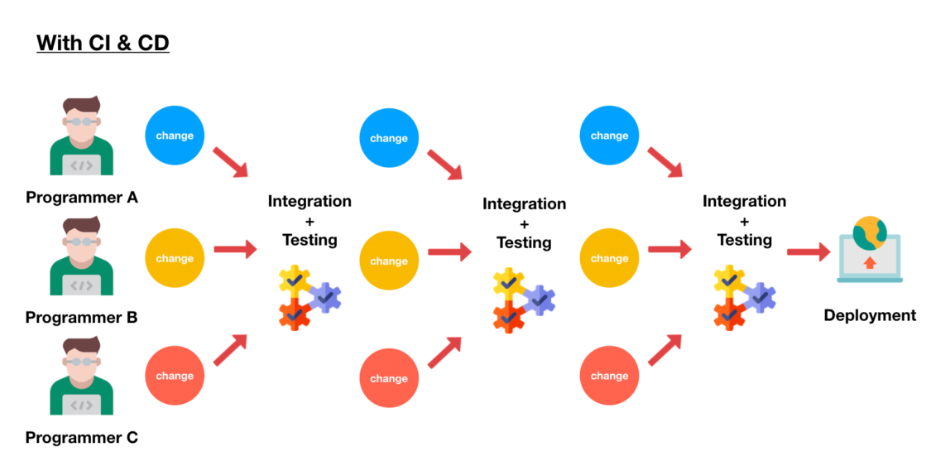 With CI & CD
change
change
change
Programmer A
Integration
+
Testing
Integration
+
Testing
Integration
+
Testing
change
change
change
</>
</>
</>
Programmer B
Deployment
change
change
change
Programmer C